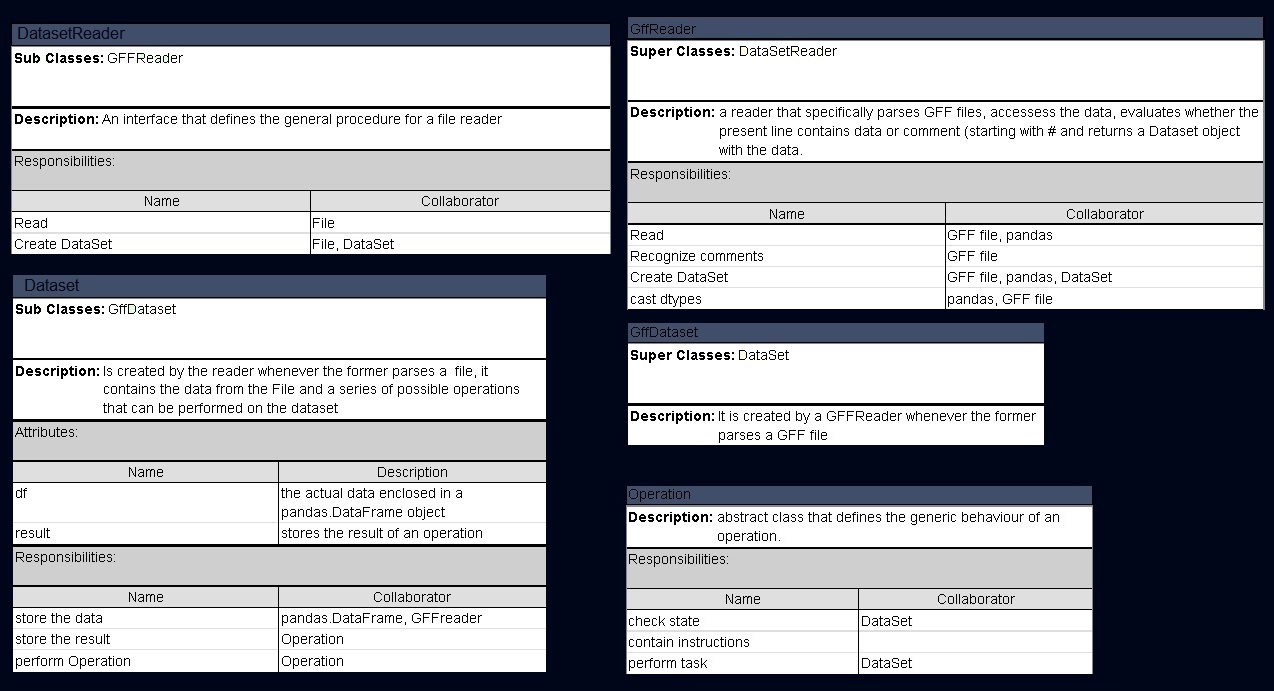 DatasetReader
Sub Classes: GFFReader
Description: An interface that defines the general procedure for a file reader
Responsibilities:
Name Collaborator
Read File
Create DataSet File, DataSet
GffReader
Super Classes: DataSetReader
Description: a reader that specifically parses GFF files, accessess the data, evaluates whether the
present line contains data or comment (starting with # and returns a Dataset object
with the data.
Responsibilities:
Name Collaborator
Read GFF file, pandas
Recognize comments GFF file
Create DataSet GFF file, pandas, DataSet
cast dtypes pandas, GFF file
Dataset
Sub Classes: GffDataset
Description: Is created by the reader whenever the former parses a file, it
contains the data from the File and a series of possible operations
that can be performed on the dataset
Attributes:
Name Description
df the actual data enclosed in a
pandas.DataFrame object
result stores the result of an operation
Responsibilities:
Name Collaborator
store the data pandas.DataFrame, GFFreader
store the result Operation
perform Operation Operation
GffDataset
Super Classes: DataSet
Description: It is created by a GFFReader whenever the former
parses a GFF file
Operation
Description: abstract class that defines the generic behaviour of an
operation.
Responsibilities:
Name Collaborator
check state DataSet
contain instructions
perform task DataSet